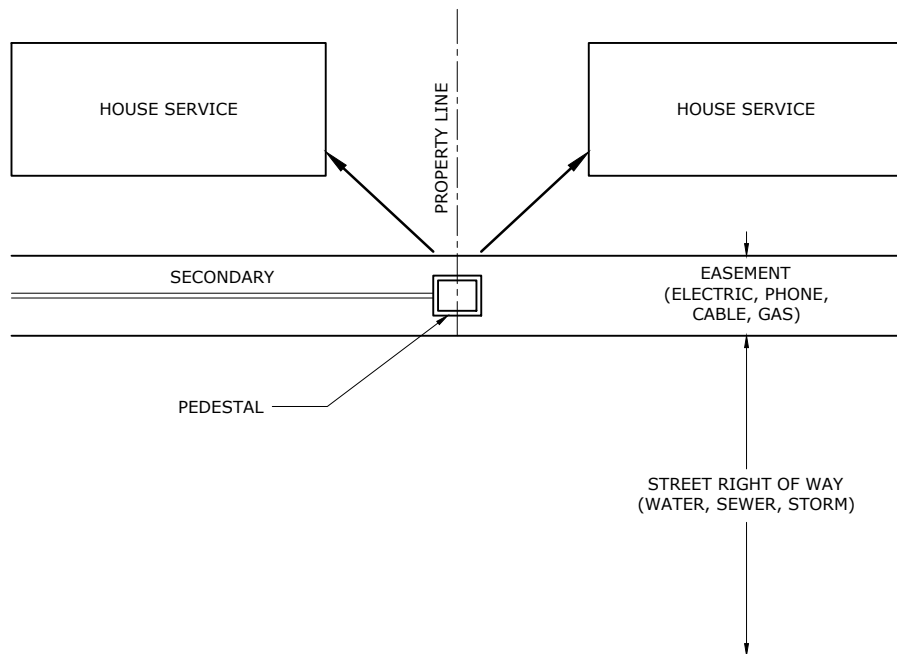 HOUSE SERVICE
PROPERTY LINE
HOUSE SERVICE
SECONDARY
EASEMENT
(ELECTRIC, PHONE,
CABLE, GAS)
PEDESTAL
STREET RIGHT OF WAY
(WATER, SEWER, STORM)